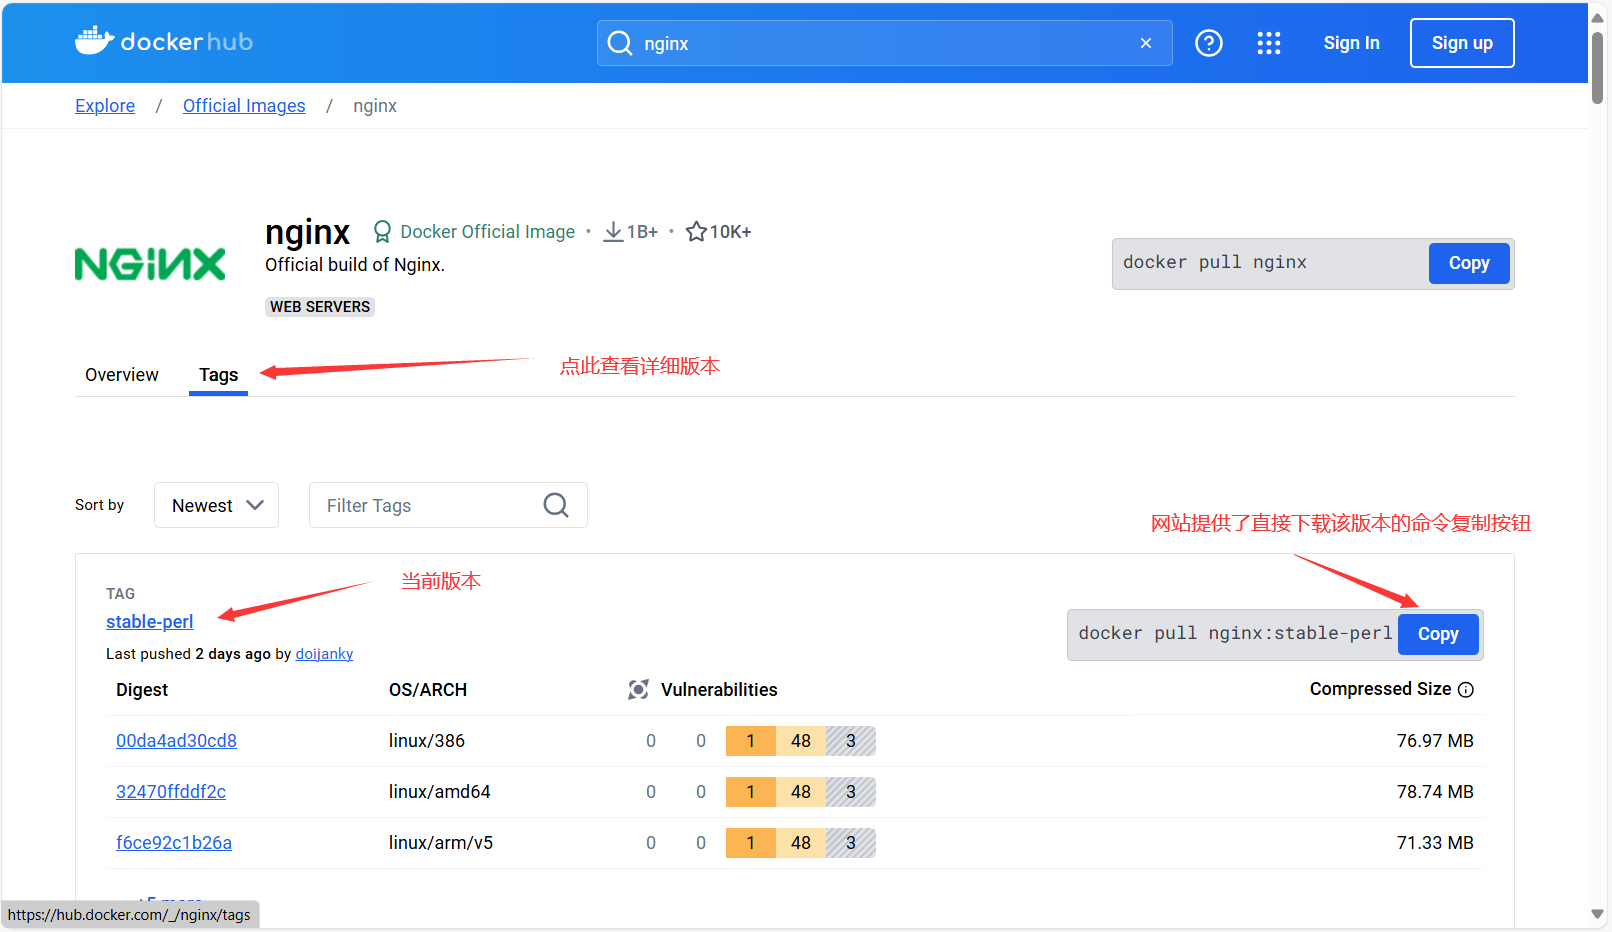 dockerhub
nginx
Sign In
Sign up
Explore / Official Images / nginx
NGINX
nginx Docker Official Image • 1B+ • 10K+
Official build of Nginx.
WEB SERVERS
docker pull nginx
Copy
Overview
Tags
点此查看详细版本
Sort by
Newest
Filter Tags
网站提供了直接下载该版本的命令复制按钮
TAG
当前版本
stable-perl
docker pull nginx:stable-perl
Copy
Last pushed 2 days ago by doijanky
Digest OS/ARCH Vulnerabilities Compressed Size
00da4ad30cd8 linux/386 0 0 1 48 3 76.97 MB
32470ffddf2c linux/amd64 0 0 1 48 3 78.74 MB
f6ce92c1b26a linux/arm/v5 0 0 1 48 3 71.33 MB
+5 more
https://hub.docker.com/_/nginx/tags